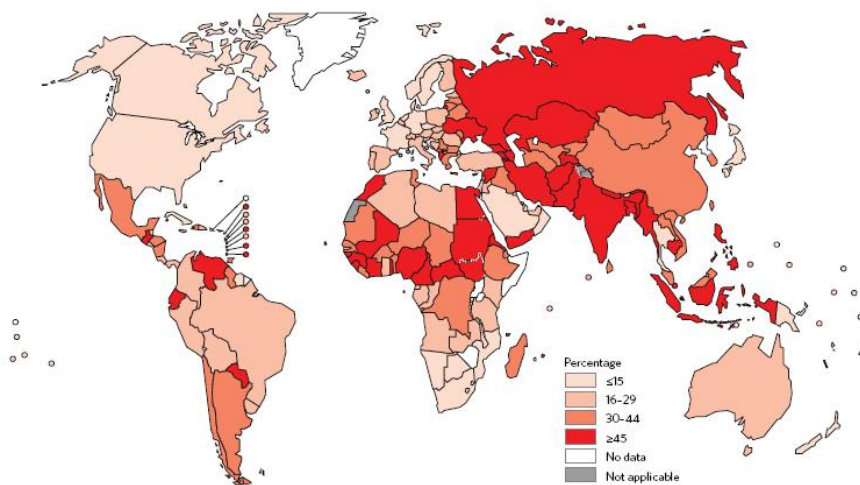 Percentage
≤15
16–29
30–44
≥45
No data
Not applicable